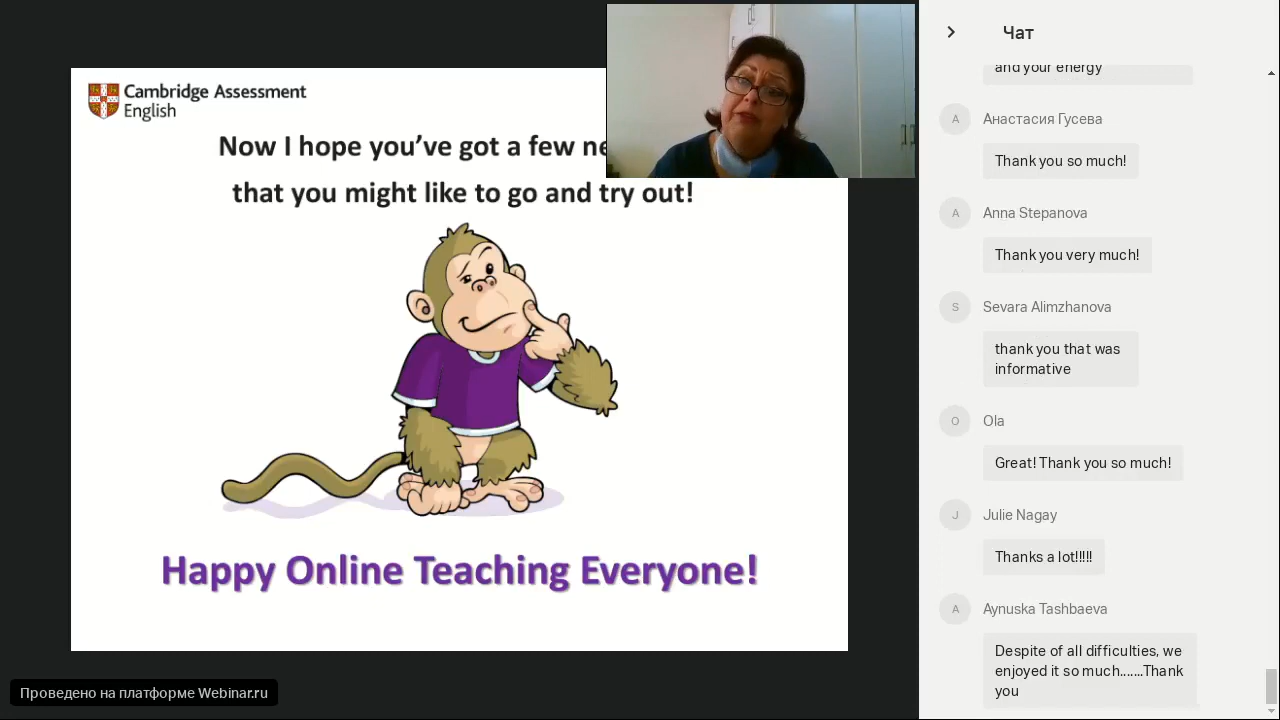 Cambridge Assessment
English
Now I hope you've got a few
that you might like to go and try out!
Happy Online Teaching Everyone!
Проведено на платформе Webinar.ru
Чат
and your energy
A
Анастасия Гусева
Thank you so much!
A
Anna Stepanova
Thank you very much!
S
Sevara Alimzhanova
thank you that was
informative
O
Ola
Great! Thank you so much!
J
Julie Nagay
Thanks a lot!!!!!
A
Aynuska Tashbaeva
Despite of all difficulties, we
enjoyed it so much.......Thank
you